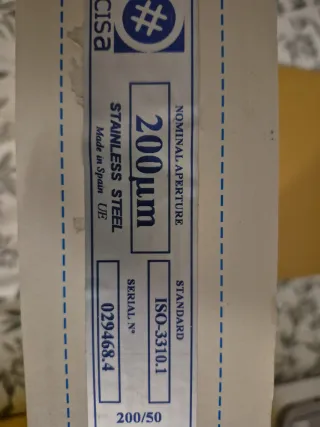 cisa
#
NOMINAL APERTURE
200µm
STAINLESS STEEL
Made in Spain UE
STANDARD
ISO-3310.1
SERIAL Nº
029468.4
200/50